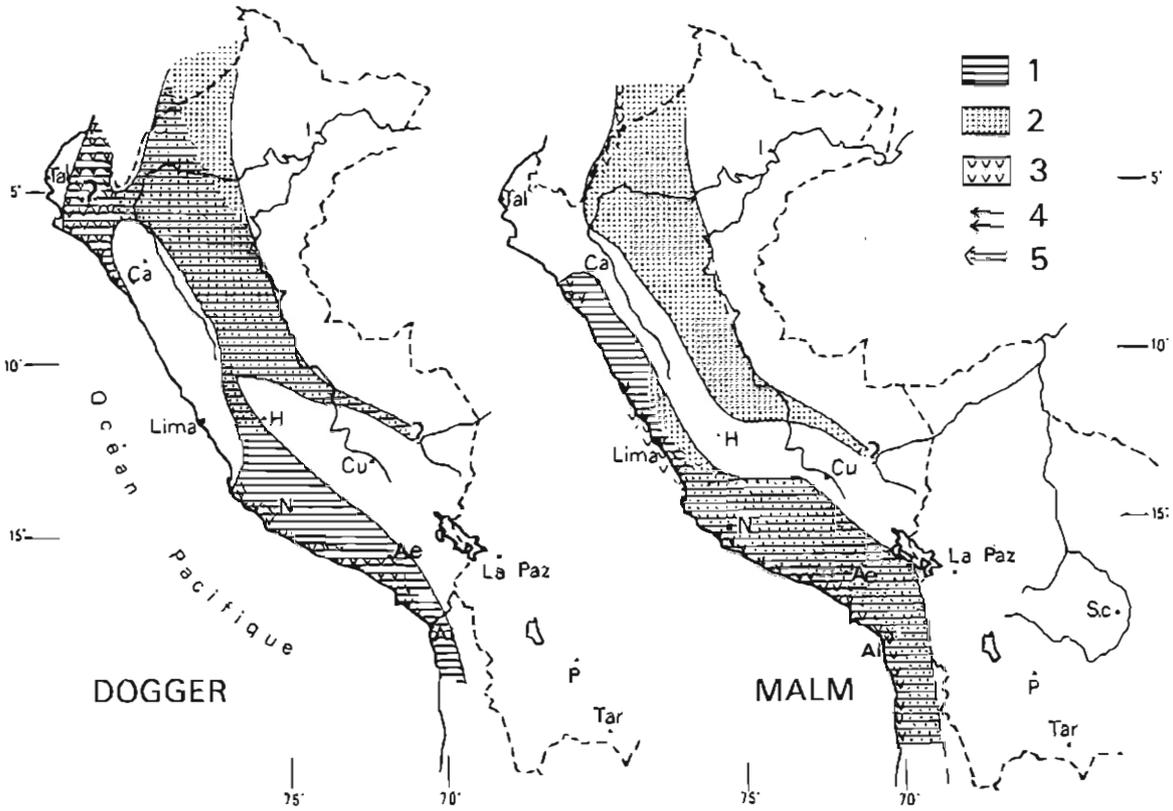 1
2
3
4
5
5°
10°
15°
Tal
?
I
Ca
Lima
H
Cu
?
N
Ae
La Paz
P
Tar
Océan
Pacifique
DOGGER
75°
70°
Tal
I
Ca
H
Lima
Cu
?
N
Ae
La Paz
Al
S.c
P
Tar
MALM
5°
10°
15°
75°
70°